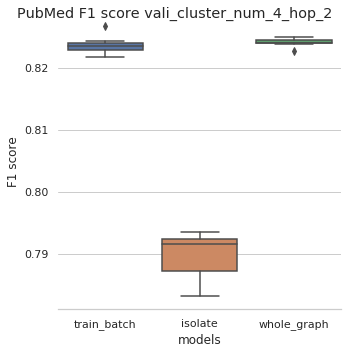 PubMed F1 score vali_cluster_num_4_hop_2
0.82
0.81
0.80
0.79
F1 score
train_batch isolate whole_graph
models